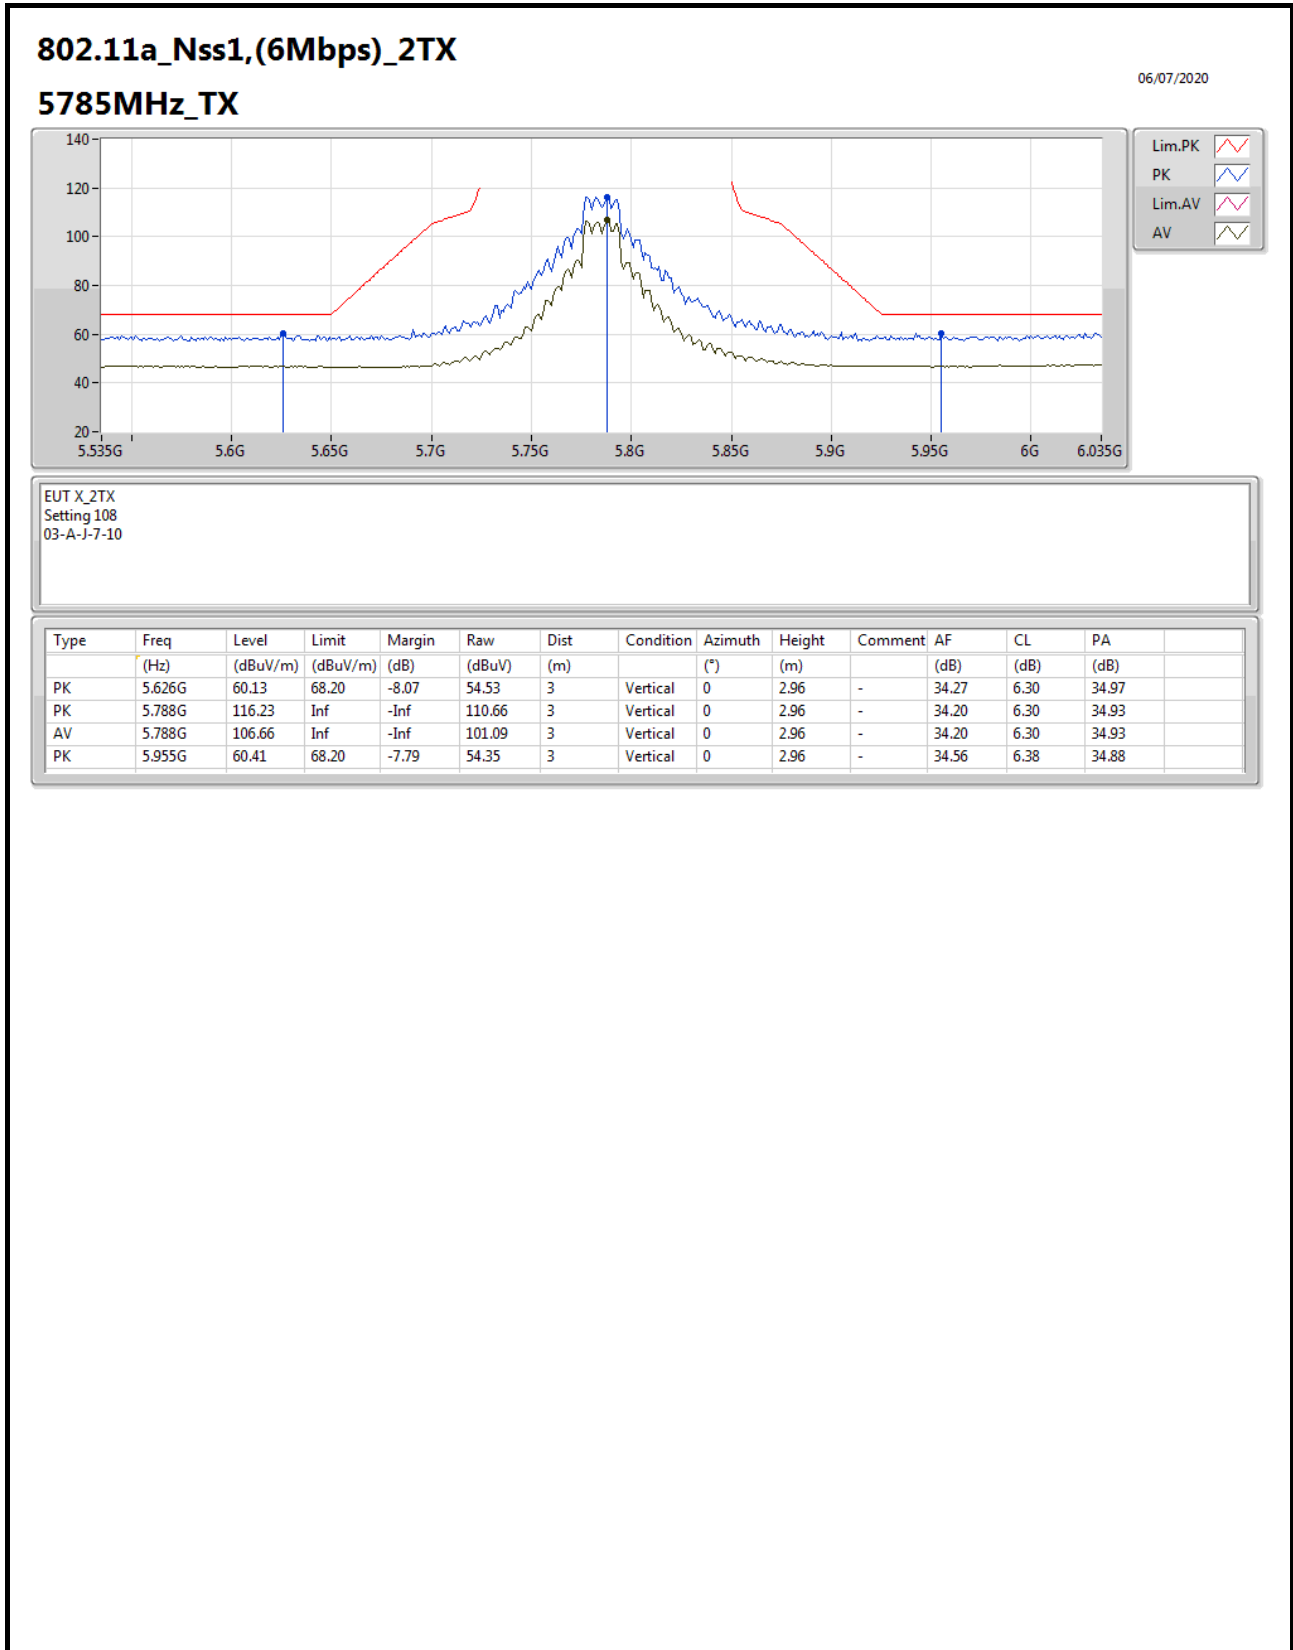 802.11a_Nss1,(6Mbps)_2TX
06/07/2020
5785MHz_TX
140
120
100
80
60
40
20
5.535G 5.6G 5.65G 5.7G 5.75G 5.8G 5.85G 5.9G 5.95G 6G 6.035G
Lim.PK
PK
Lim.AV
AV
EUT X_2TX
Setting 108
03-A-J-7-10
Type Freq Level Limit Margin Raw Dist Condition Azimuth Height Comment AF CL PA
(Hz) (dBuV/m) (dBuV/m) (dB) (dBuV) (m) (°) (m) (dB) (dB) (dB)
PK 5.626G 60.13 68.20 -8.07 54.53 3 Vertical 0 2.96 - 34.27 6.30 34.97
PK 5.788G 116.23 Inf -Inf 110.66 3 Vertical 0 2.96 - 34.20 6.30 34.93
AV 5.788G 106.66 Inf -Inf 101.09 3 Vertical 0 2.96 - 34.20 6.30 34.93
PK 5.955G 60.41 68.20 -7.79 54.35 3 Vertical 0 2.96 - 34.56 6.38 34.88